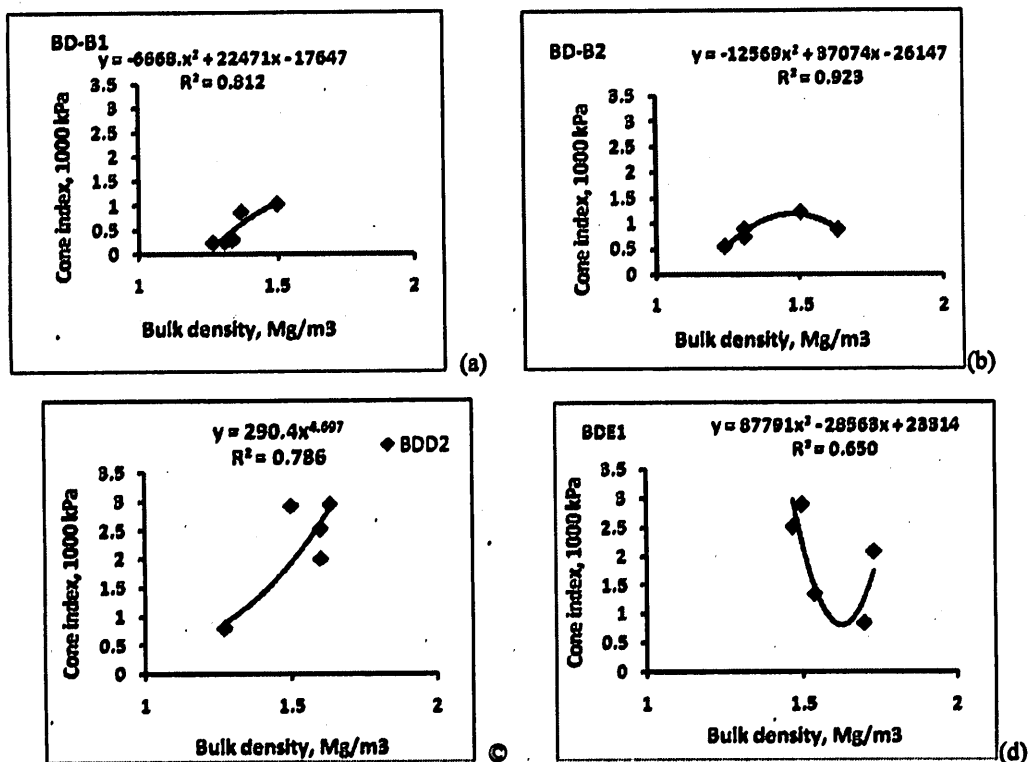 BD-B1
y = -6868.x² + 22471x - 17647
R² = 0.812
3.5
3
2.5
2
1.5
1
0.5
0
Cone index, 1000 kPa
1 1.5 2
Bulk density, Mg/m3
(a)
BD-B2
y = -12569x² + 37074x - 26147
R² = 0.923
3.5
3
2.5
2
1.5
1
0.5
0
Cone index, 1000 kPa
1 1.5 2
Bulk density, Mg/m3
(b)
y = 290.4x⁴·⁶⁹⁷
R² = 0.786
BDD2
3.5
3
2.5
2
1.5
1
0.5
0
Cone index, 1000 kPa
1 1.5 2
Bulk density, Mg/m3
©
BDE1
y = 87791x² - 28563x + 23314
R² = 0.650
3.5
3
2.5
2
1.5
1
0.5
0
Cone index, 1000 kPa
1 1.5 2
Bulk density, Mg/m3
(d)